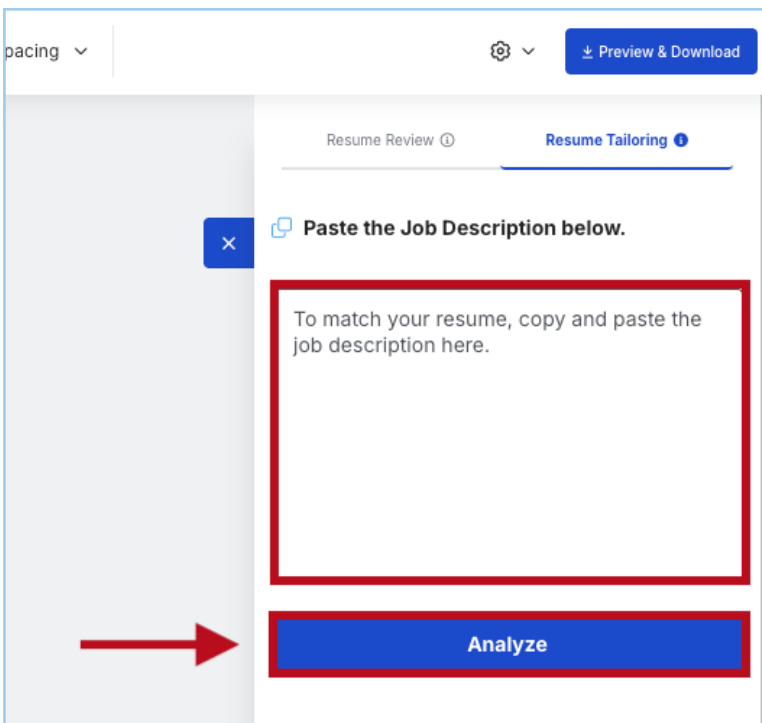 pacing
Preview & Download
Resume Review
Resume Tailoring
Paste the Job Description below.
To match your resume, copy and paste the
job description here.
Analyze